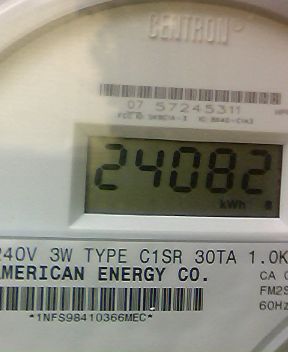 CENTRON®
07 57245311
24082
kWh
240V 3W TYPE C1SR 30TA 1.0K
AMERICAN ENERGY CO.
CA
FM2S
60Hz
*1NFS98410366MEC*